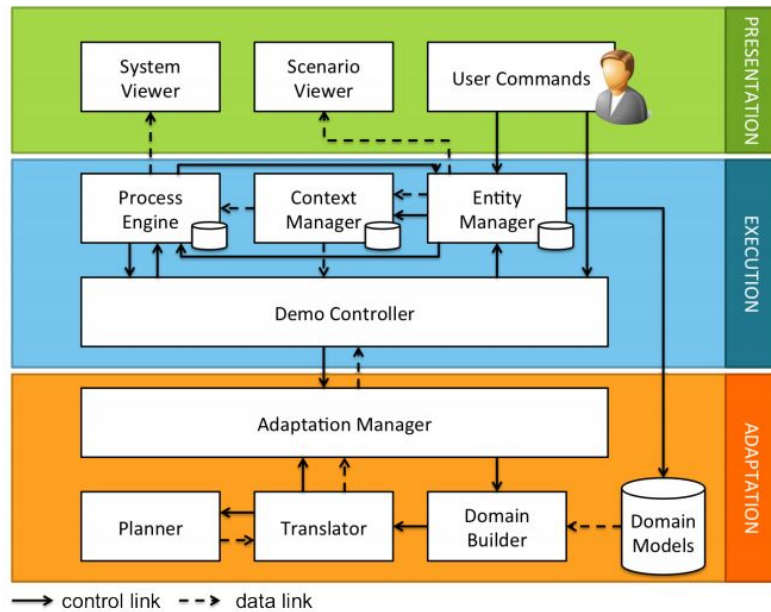 System
Viewer
Scenario
Viewer
User Commands
PRESENTATION
Process
Engine
Context
Manager
Entity
Manager
Demo Controller
EXECUTION
Adaptation Manager
Planner
Translator
Domain
Builder
Domain
Models
ADAPTATION
control link
data link